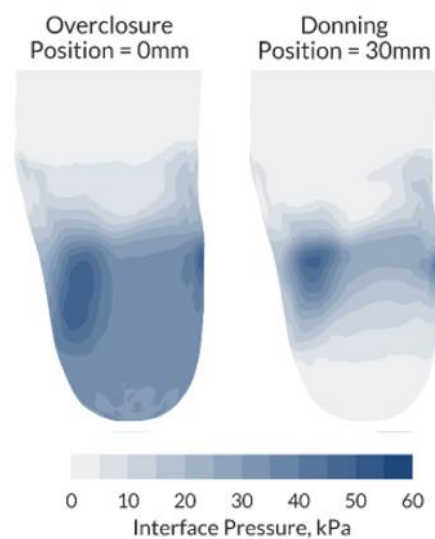 Overclosure
Position = 0mm
Donning
Position = 30mm
0 10 20 30 40 50 60
Interface Pressure, kPa